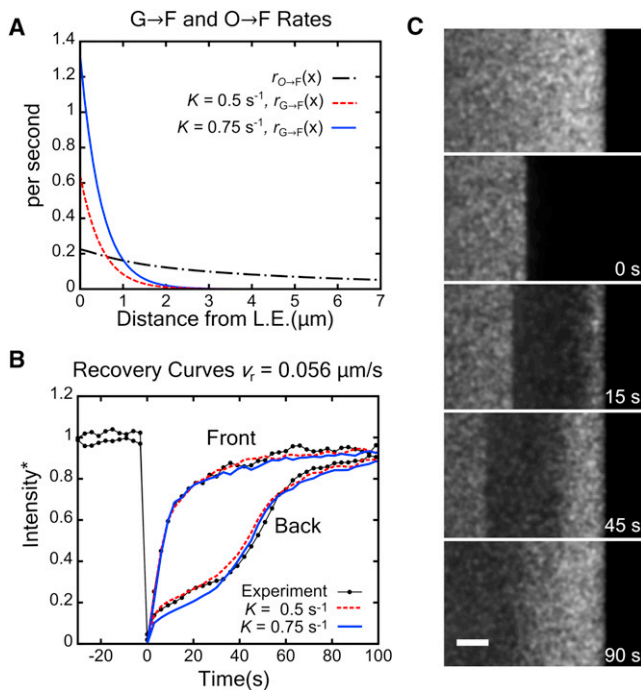 A
G→F and O→F Rates
1.4
1.2
1
0.8
0.6
0.4
0.2
0
per second
r_O→F(x)
K = 0.5 s⁻¹, r_G→F(x)
K = 0.75 s⁻¹, r_G→F(x)
0 1 2 3 4 5 6 7
Distance from L.E.(μm)
B
Recovery Curves v_r = 0.056 μm/s
1.2
1
0.8
0.6
0.4
0.2
0
Intensity*
Front
Back
Experiment
K = 0.5 s⁻¹
K = 0.75 s⁻¹
-20 0 20 40 60 80 100
Time(s)
C
0 s
15 s
45 s
90 s